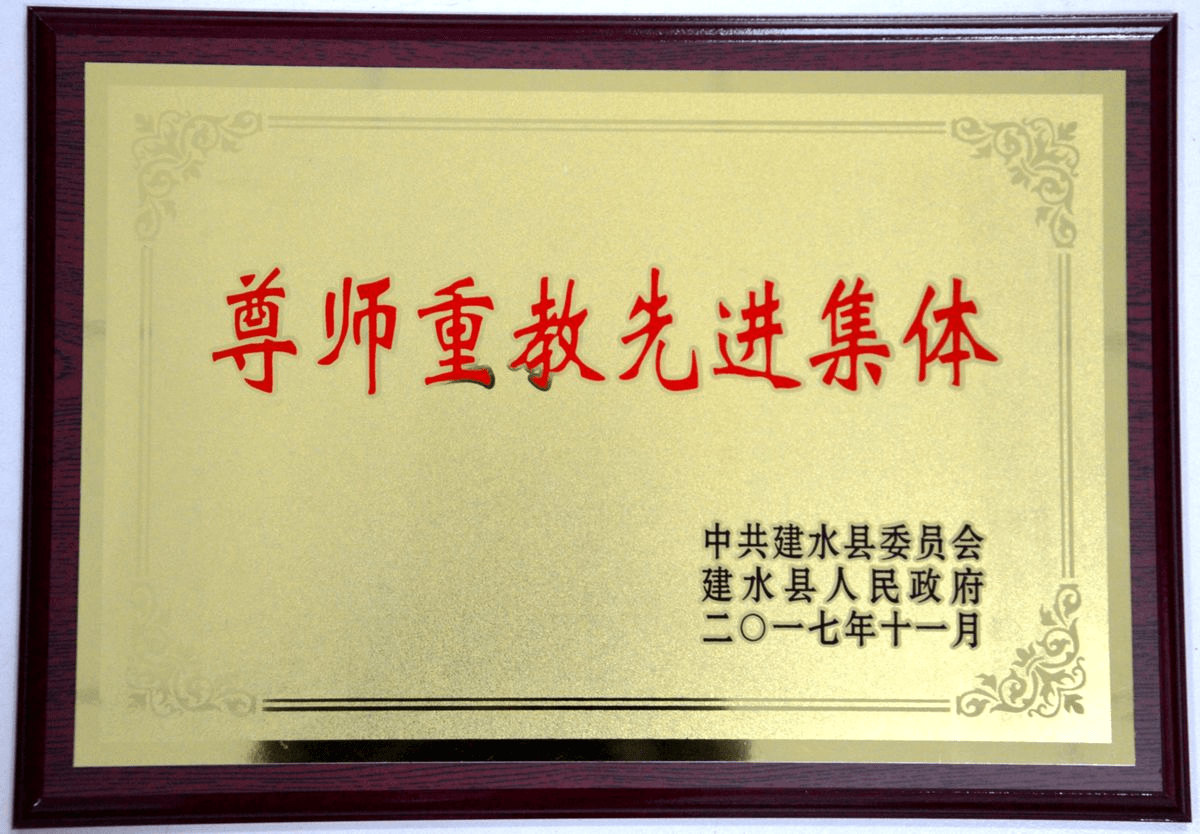 尊师重教先进集体
中共建水县委员会
建水县人民政府
二〇一七年十一月